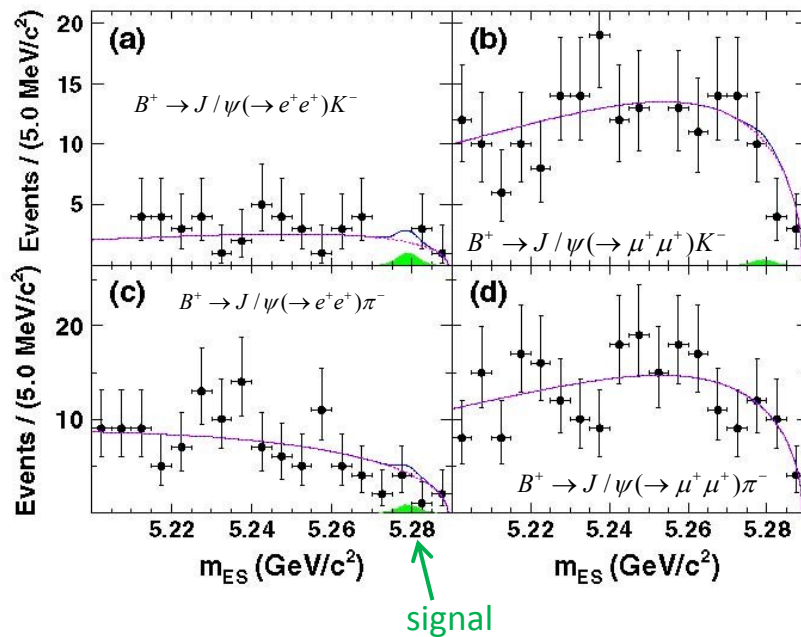 (a)
B⁺ → J / ψ(→ e⁺e⁺)K⁻
Events / (5.0 MeV/c²)
20
15
10
5
(b)
B⁺ → J / ψ(→ μ⁺μ⁺)K⁻
(c)
B⁺ → J / ψ(→ e⁺e⁺)π⁻
Events / (5.0 MeV/c²)
20
10
(d)
B⁺ → J / ψ(→ μ⁺μ⁺)π⁻
5.22 5.24 5.26 5.28
5.22 5.24 5.26 5.28
m_ES (GeV/c²)
m_ES (GeV/c²)
signal